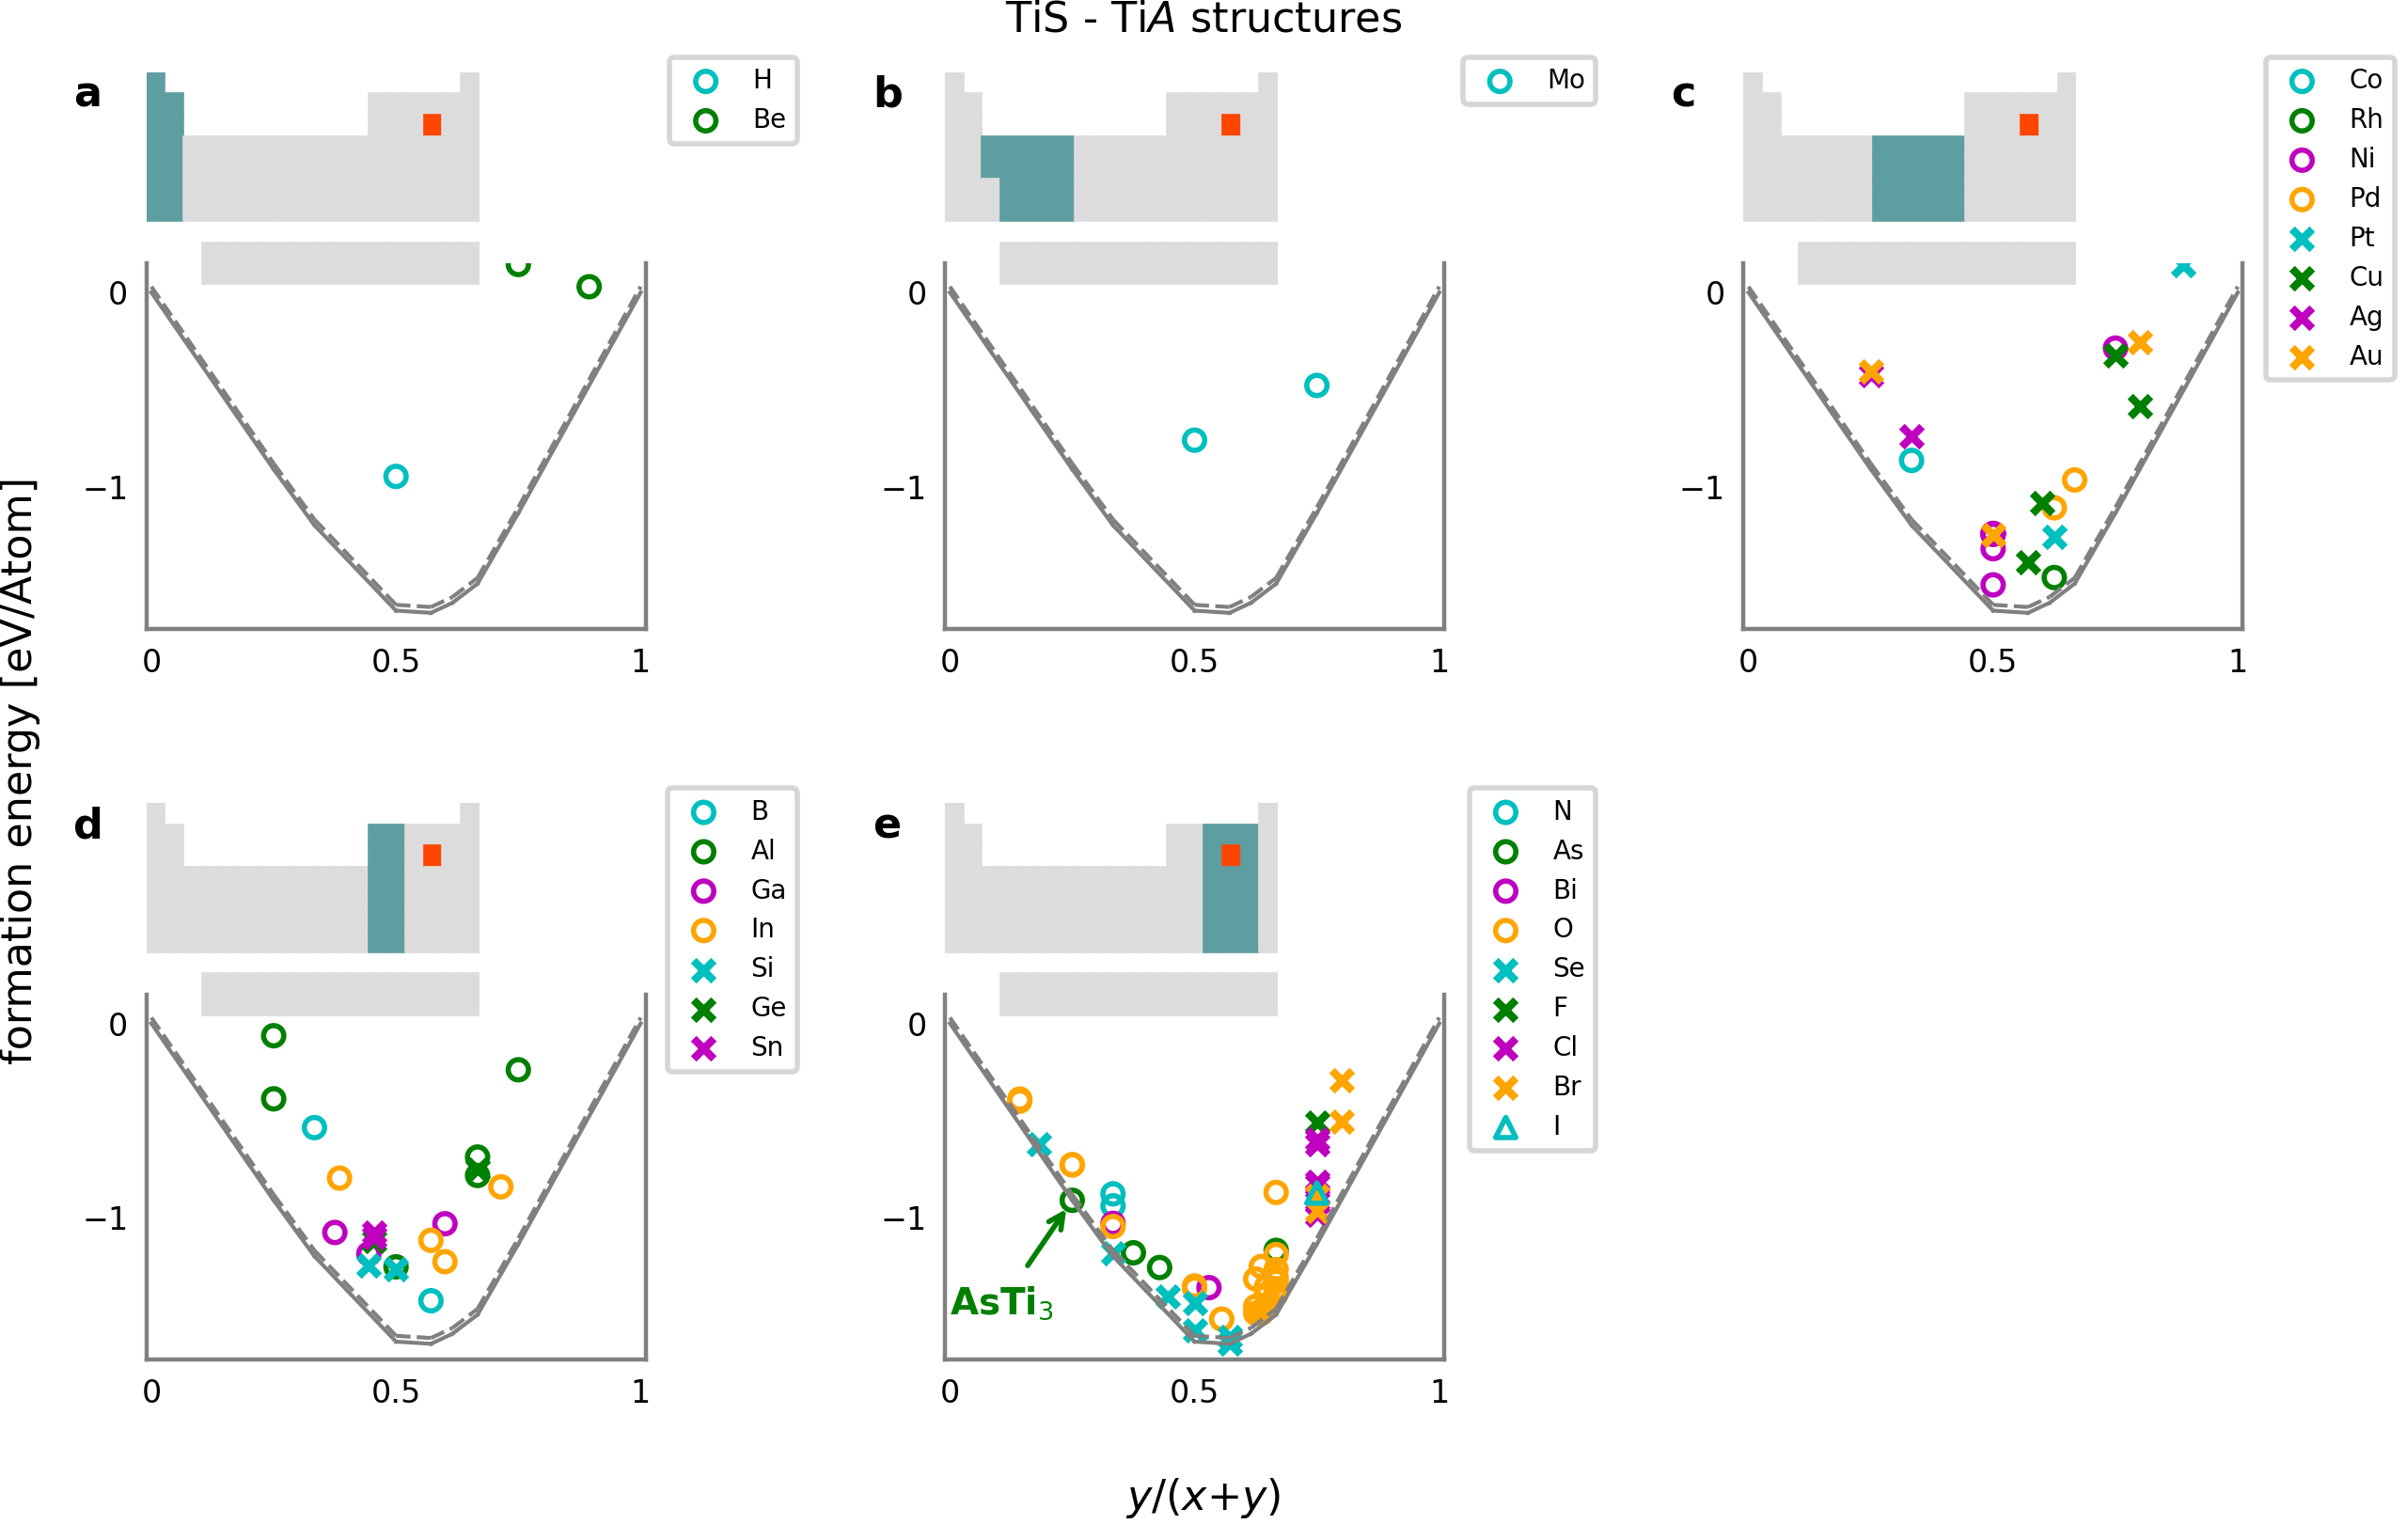 TiS - TiA structures
a
H
Be
0
−1
0
0.5
1
b
Mo
0
−1
0
0.5
1
c
Co
Rh
Ni
Pd
Pt
Cu
Ag
Au
0
−1
0
0.5
1
formation energy [eV/Atom]
d
B
Al
Ga
In
Si
Ge
Sn
0
−1
0
0.5
1
e
N
As
Bi
O
Se
F
Cl
Br
I
0
−1
AsTi₃
0
0.5
1
y/(x+y)